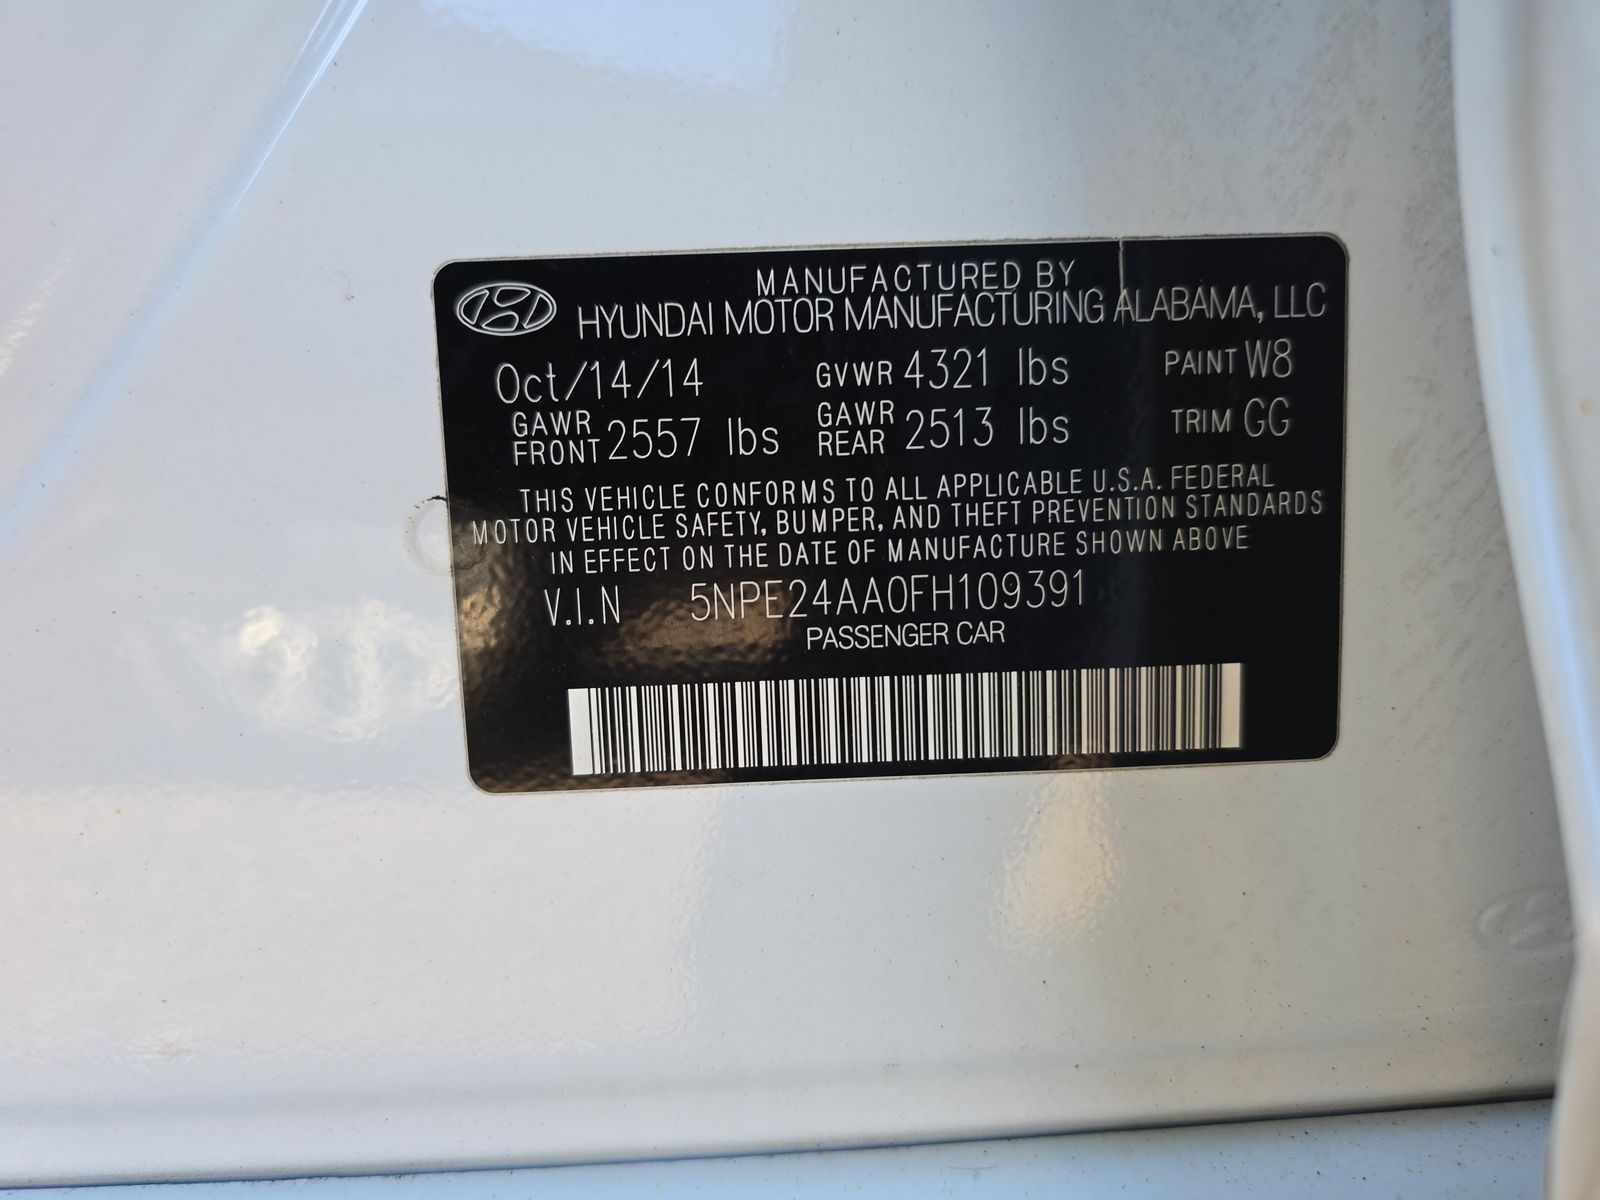 MANUFACTURED BY
HYUNDAI MOTOR MANUFACTURING ALABAMA, LLC
Oct/14/14 GVWR 4321 lbs PAINT W8
GAWR FRONT 2557 lbs GAWR REAR 2513 lbs TRIM GG
THIS VEHICLE CONFORMS TO ALL APPLICABLE U.S.A. FEDERAL
MOTOR VEHICLE SAFETY, BUMPER, AND THEFT PREVENTION STANDARDS
IN EFFECT ON THE DATE OF MANUFACTURE SHOWN ABOVE
V.I.N 5NPE24AA0FH109391
PASSENGER CAR